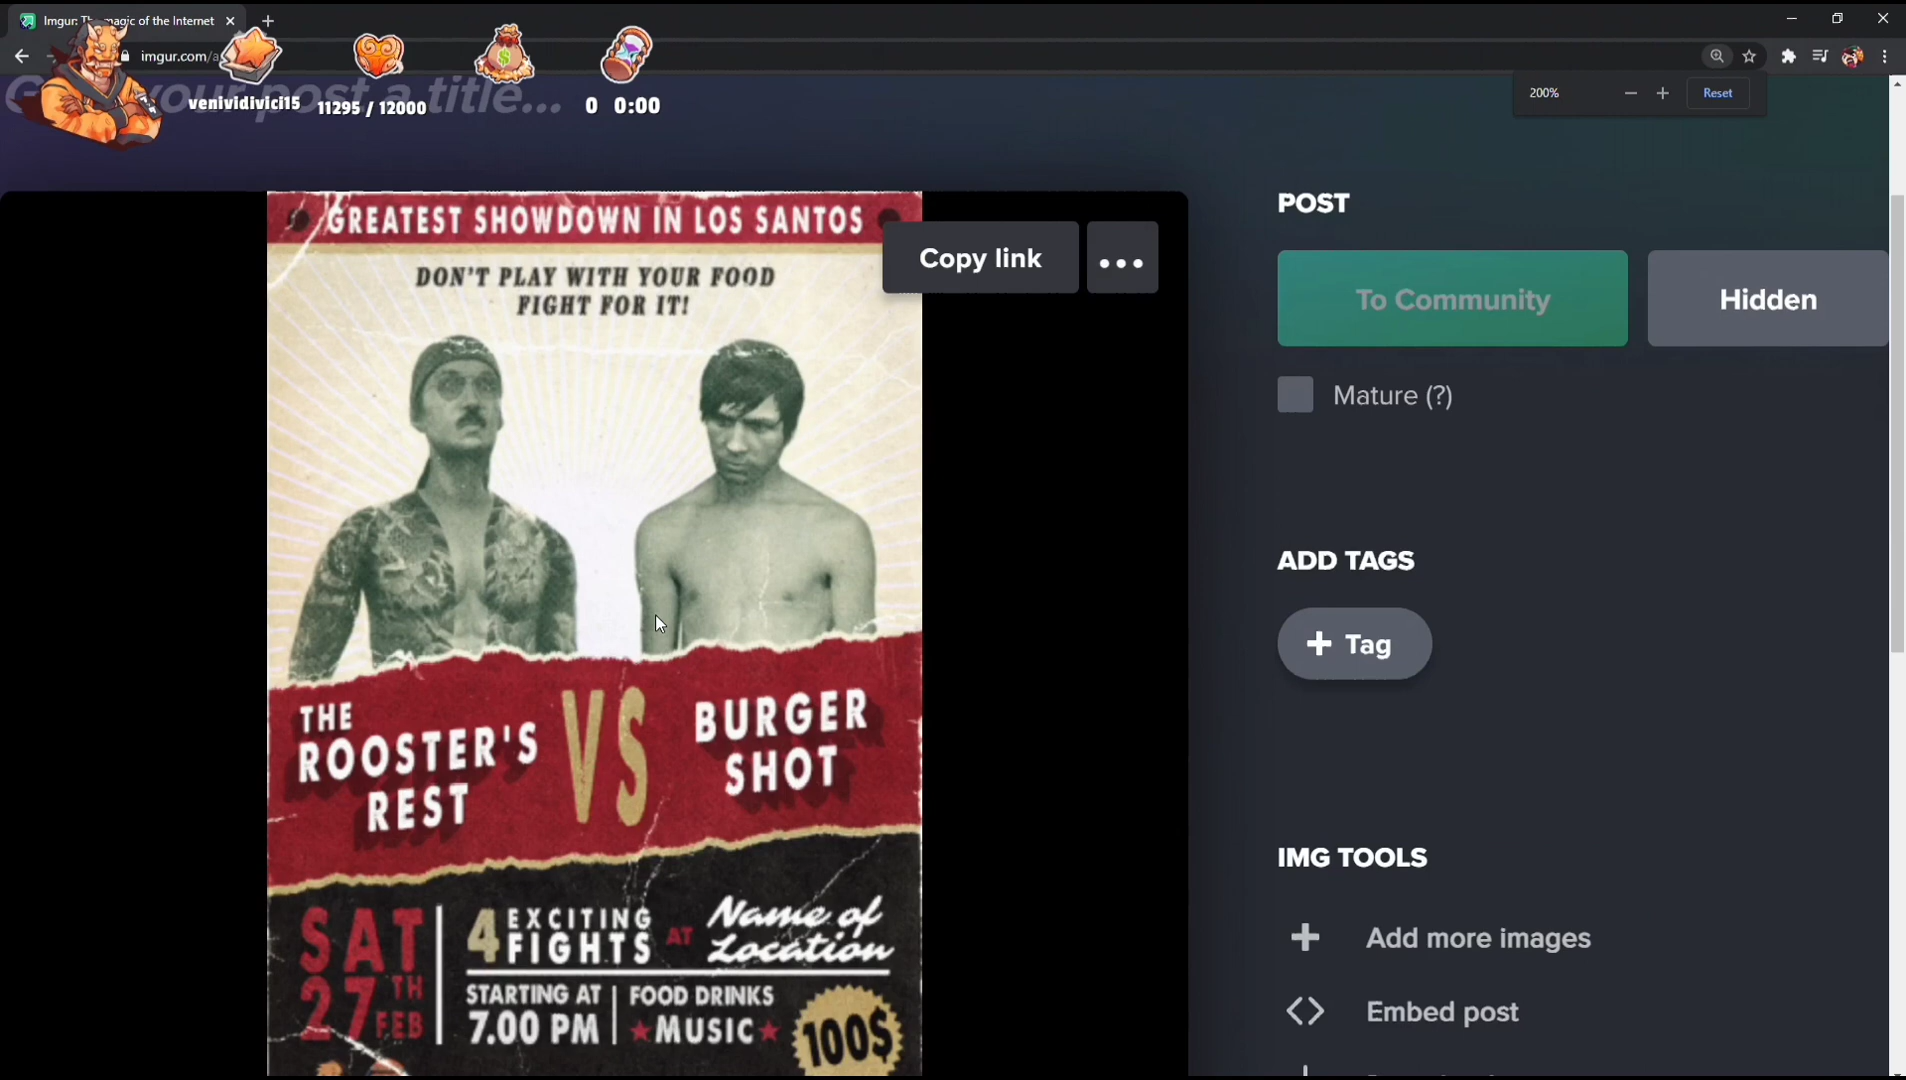 Imgur: The magic of the Internet
imgur.com/a
your post a title...
venividivici15
11295 / 12000
0 0:00
200%
Reset
GREATEST SHOWDOWN IN LOS SANTOS
DON'T PLAY WITH YOUR FOOD
FIGHT FOR IT!
Copy link
POST
To Community
Hidden
Mature (?)
ADD TAGS
+ Tag
THE
ROOSTER'S
REST
VS
BURGER
SHOT
IMG TOOLS
Add more images
Embed post
SAT
27TH
FEB
4 EXCITING
FIGHTS
AT
Name of
Location
STARTING AT
7.00 PM
FOOD DRINKS
★MUSIC★
100$